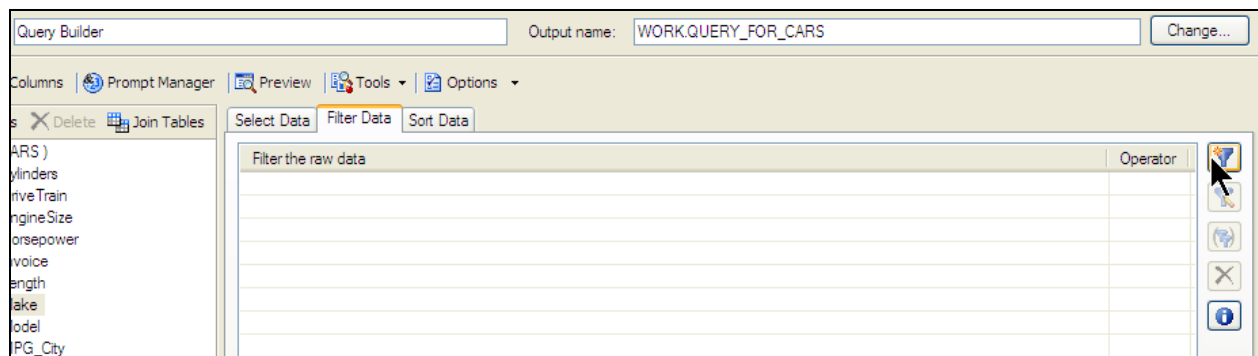 Query Builder Output name: WORK.QUERY_FOR_CARS Change...
Columns Prompt Manager Preview Tools Options
s Delete Join Tables Select Data Filter Data Sort Data
ARS )
Filter the raw data Operator
ylinders
riveTrain
ngineSize
orsepower
nvoice
ength
lake
lodel
IPG_City